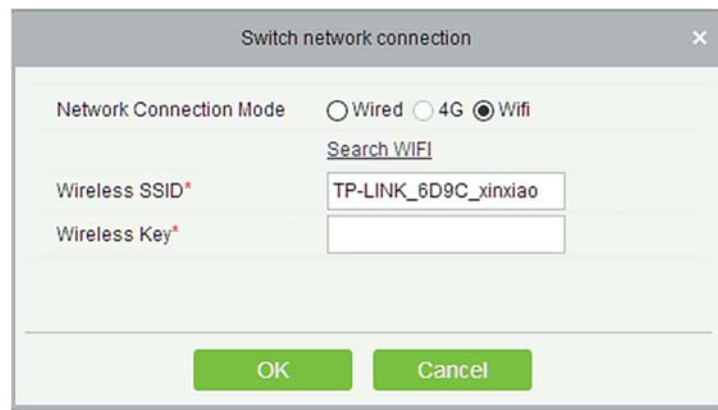 Switch network connection ×
Network Connection Mode Wired 4G Wifi
Search WIFI
Wireless SSID* TP-LINK_6D9C_xinxiao
Wireless Key*
OK Cancel